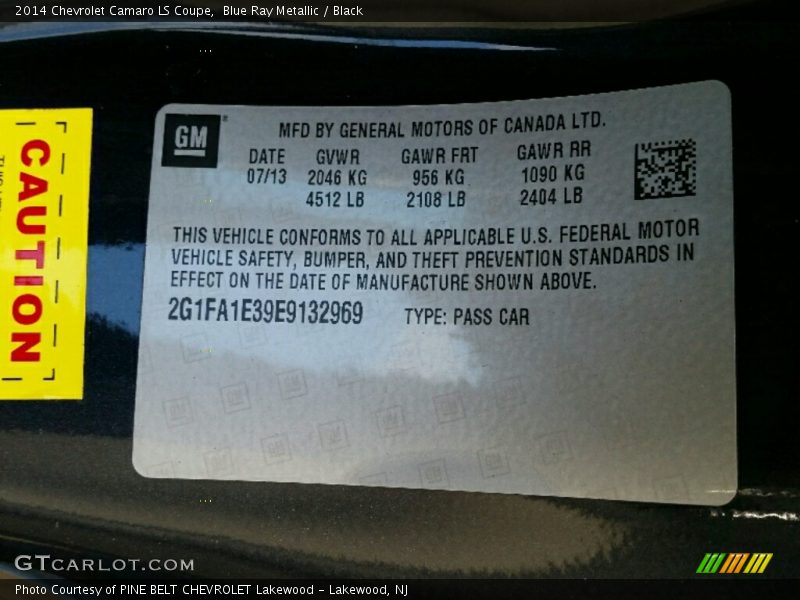 2014 Chevrolet Camaro LS Coupe,  Blue Ray Metallic / Black
CAUTION
GM
MFD BY GENERAL MOTORS OF CANADA LTD.
DATE GVWR GAWR FRT GAWR RR
07/13 2046 KG 956 KG 1090 KG
4512 LB 2108 LB 2404 LB
THIS VEHICLE CONFORMS TO ALL APPLICABLE U.S. FEDERAL MOTOR
VEHICLE SAFETY, BUMPER, AND THEFT PREVENTION STANDARDS IN
EFFECT ON THE DATE OF MANUFACTURE SHOWN ABOVE.
2G1FA1E39E9132969 TYPE: PASS CAR
GTCARLOT.COM
Photo Courtesy of PINE BELT CHEVROLET Lakewood - Lakewood, NJ